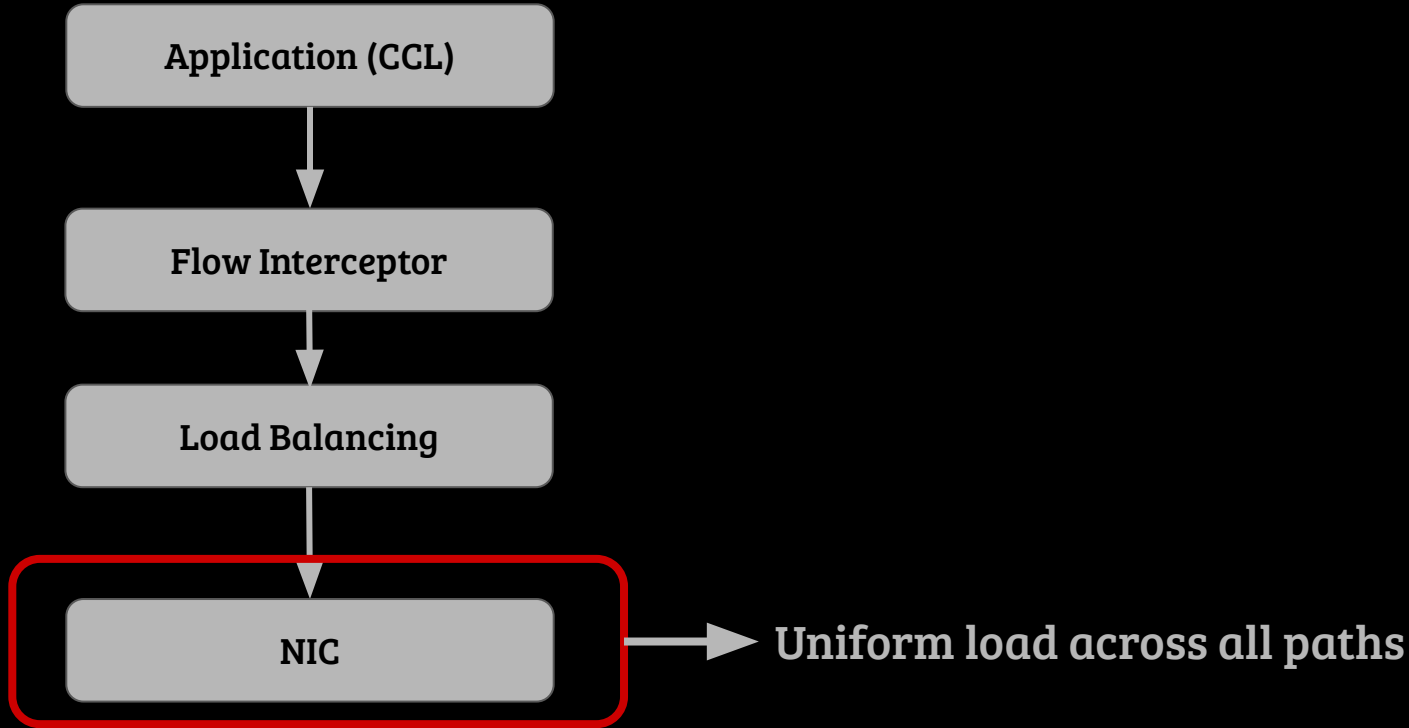 Application (CCL)
Flow Interceptor
Load Balancing
NIC
Uniform load across all paths